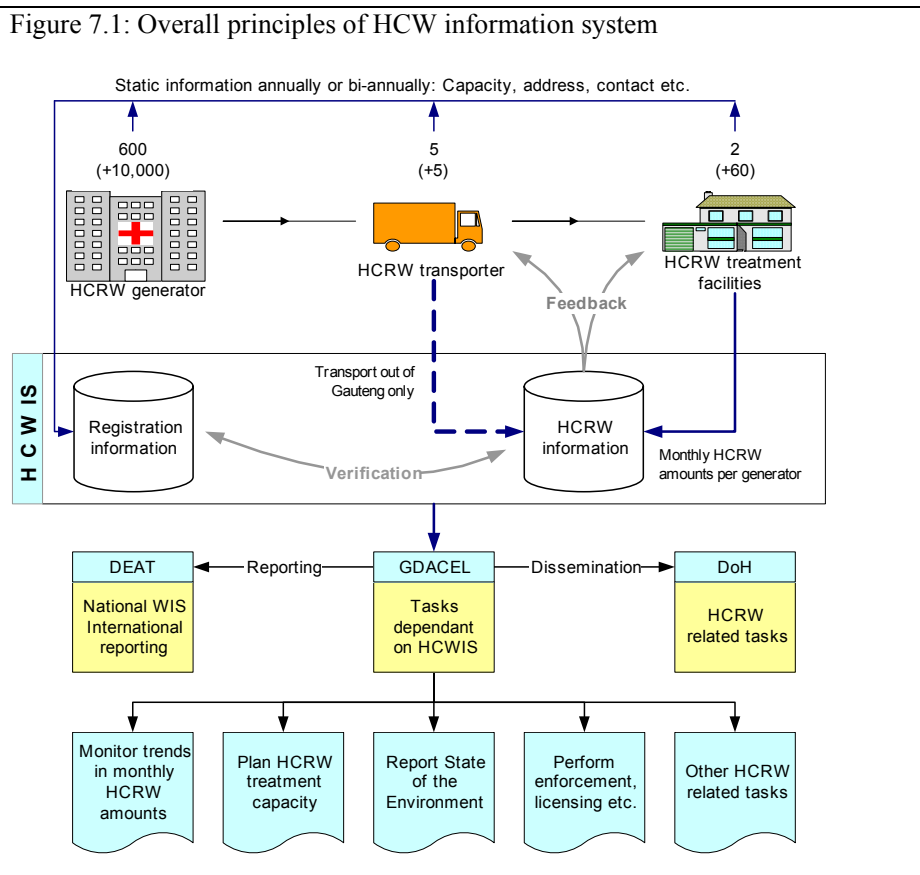 Figure 7.1: Overall principles of HCW information system
Static information annually or bi-annually: Capacity, address, contact etc.
600
(+10,000)
5
(+5)
2
(+60)
HCRW generator
HCRW transporter
HCRW treatment
facilities
Feedback
HCWIS
Transport out of
Gauteng only
Registration
information
HCRW
information
Verification
Monthly HCRW
amounts per generator
DEAT
Reporting
GDACEL
Dissemination
DoH
National WIS
International
reporting
Tasks
dependant
on HCWIS
HCRW
related tasks
Monitor trends
in monthly
HCRW
amounts
Plan HCRW
treatment
capacity
Report State
of the
Environment
Perform
enforcement,
licensing etc.
Other HCRW
related tasks